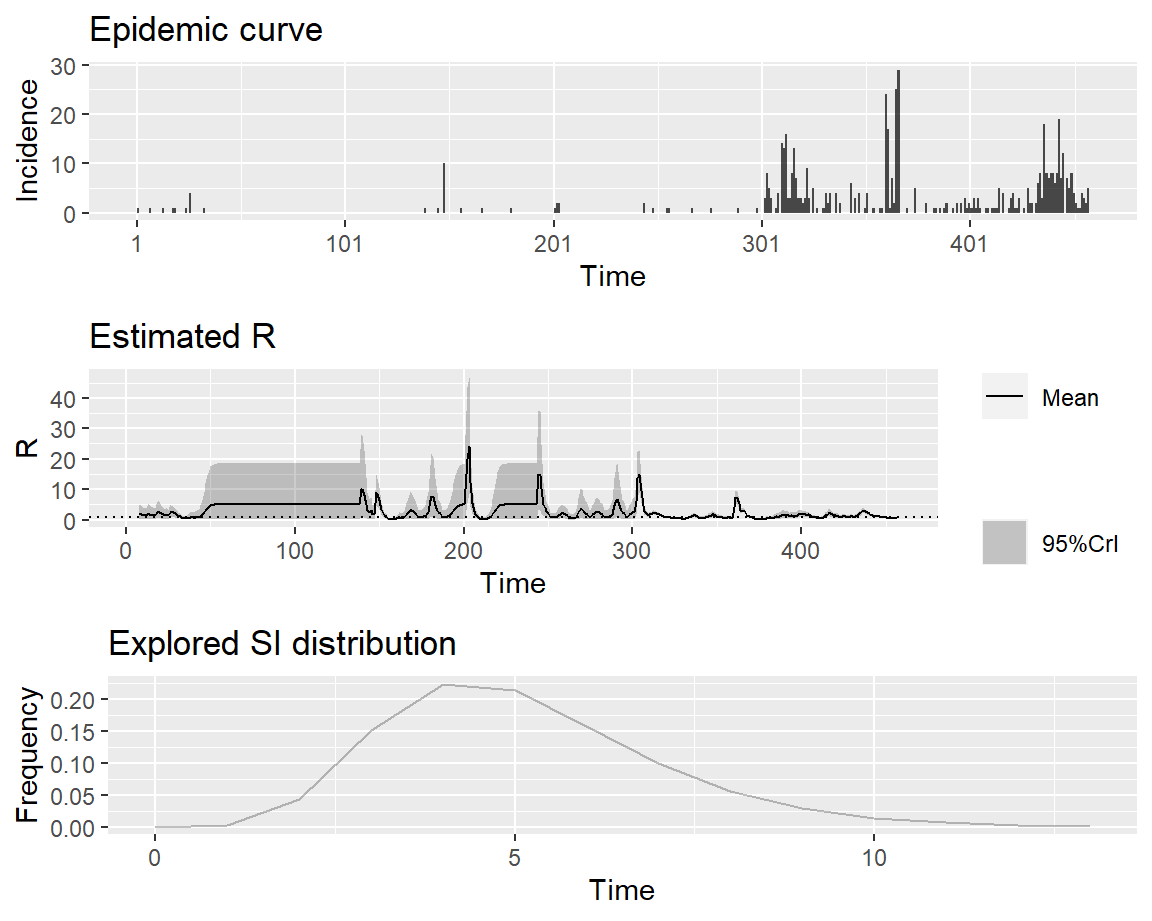 Epidemic curve
30
20
10
0
Incidence
1 101 201 301 401
Time
Estimated R
40
30
20
10
0
R
0 100 200 300 400
Time
Mean
95%CrI
Explored SI distribution
0.20
0.15
0.10
0.05
0.00
Frequency
0 5 10
Time